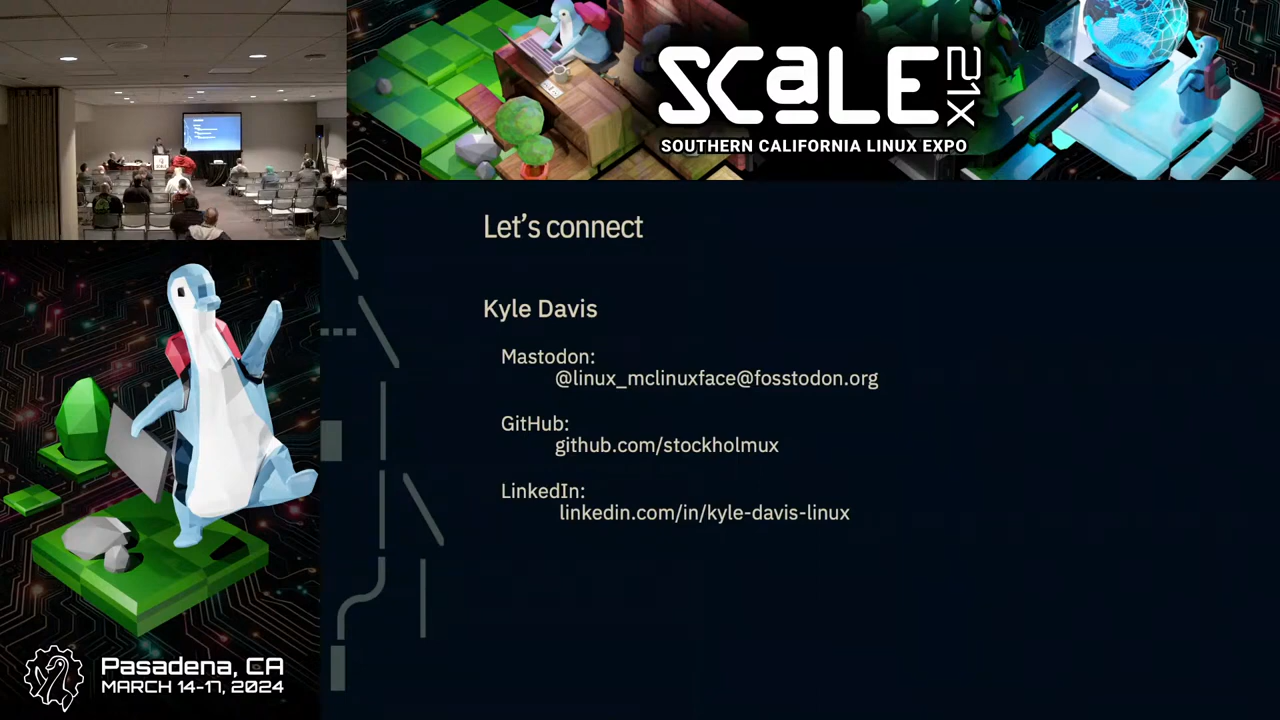 SCALE 21X
SOUTHERN CALIFORNIA LINUX EXPO
Let's connect
Kyle Davis
Mastodon:
@linux_mclinuxface@fosstodon.org
GitHub:
github.com/stockholmux
LinkedIn:
linkedin.com/in/kyle-davis-linux
Pasadena, CA
MARCH 14-17, 2024